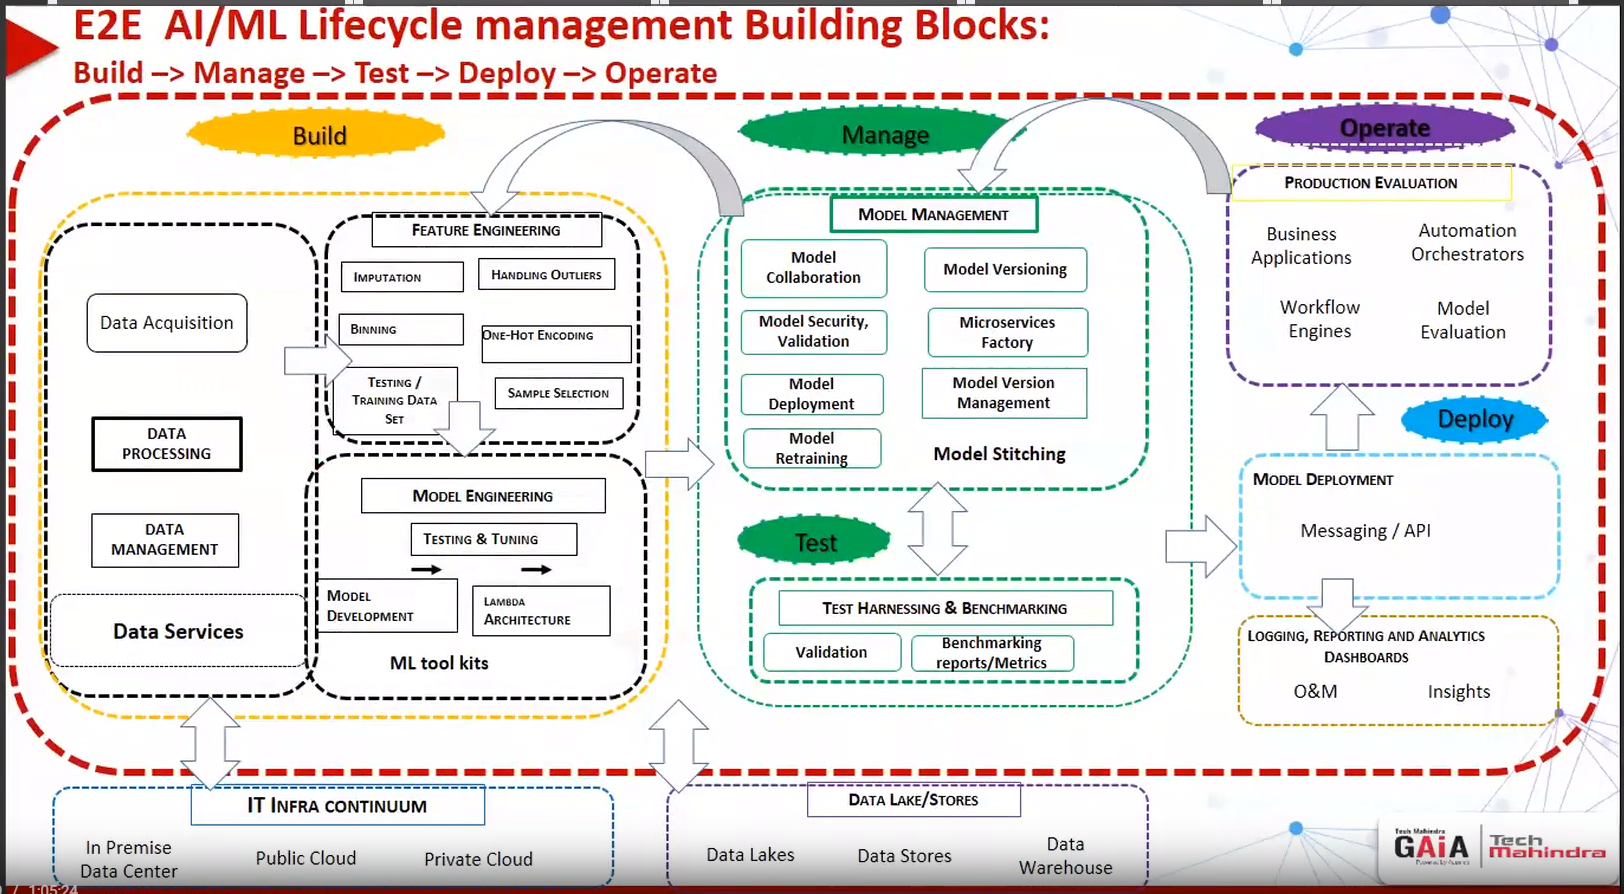 E2E AI/ML Lifecycle management Building Blocks:
Build –> Manage –> Test –> Deploy –> Operate
Build
Data Acquisition
DATA
PROCESSING
DATA
MANAGEMENT
Data Services
FEATURE ENGINEERING
IMPUTATION
HANDLING OUTLIERS
BINNING
ONE-HOT ENCODING
TESTING /
TRAINING DATA
SET
SAMPLE SELECTION
MODEL ENGINEERING
TESTING & TUNING
MODEL
DEVELOPMENT
LAMBDA
ARCHITECTURE
ML tool kits
Manage
MODEL MANAGEMENT
Model
Collaboration
Model Versioning
Model Security,
Validation
Microservices
Factory
Model
Deployment
Model Version
Management
Model
Retraining
Model Stitching
Test
TEST HARNESSING & BENCHMARKING
Validation
Benchmarking
reports/Metrics
Operate
PRODUCTION EVALUATION
Business
Applications
Automation
Orchestrators
Workflow
Engines
Model
Evaluation
Deploy
MODEL DEPLOYMENT
Messaging / API
LOGGING, REPORTING AND ANALYTICS
DASHBOARDS
O&M
Insights
IT INFRA CONTINUUM
In Premise
Data Center
Public Cloud
Private Cloud
DATA LAKE/STORES
Data Lakes
Data Stores
Data
Warehouse
Tech Mahindra
GAiA
Tech
Mahindra
/ 1:05:24